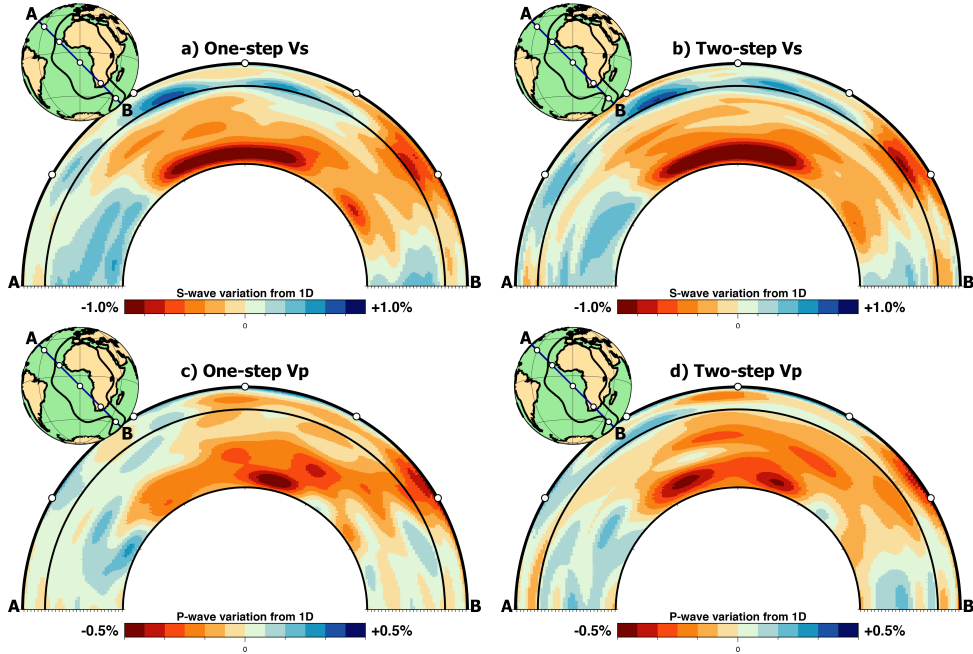 A
B
a) One-step Vs
A
B
S-wave variation from 1D
-1.0%
+1.0%
0
A
B
b) Two-step Vs
A
B
S-wave variation from 1D
-1.0%
+1.0%
0
A
B
c) One-step Vp
A
B
P-wave variation from 1D
-0.5%
+0.5%
0
A
B
d) Two-step Vp
A
B
P-wave variation from 1D
-0.5%
+0.5%
0